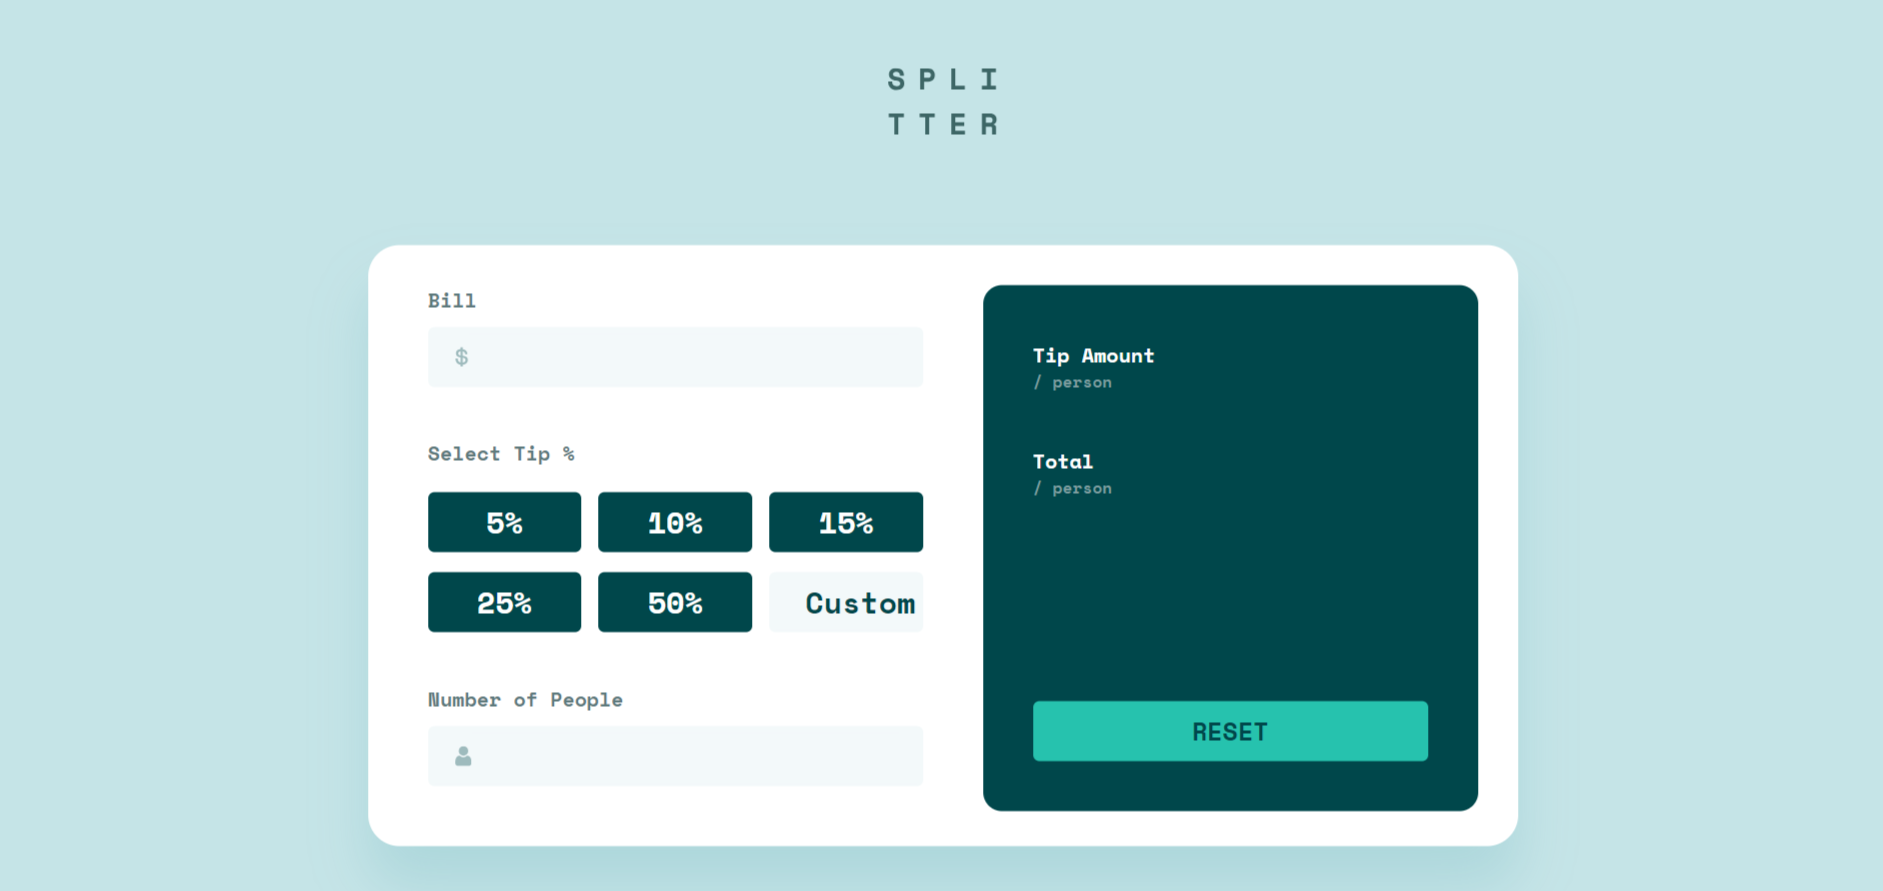 SPLI
TTER
Bill
$
Select Tip %
5% 10% 15%
25% 50% Custom
Number of People
Tip Amount
/ person
Total
/ person
RESET